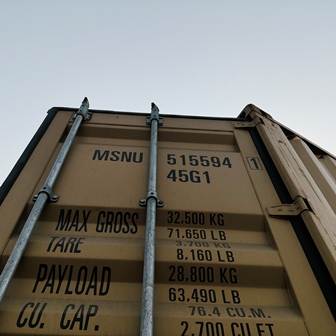 MSNU 515594 1
45G1
MAX GROSS 32.500 KG
71.650 LB
TARE 3.700 KG
8.160 LB
PAYLOAD 28.800 KG
63.490 LB
CU. CAP. 76.4 CU.M.
2.700 CU.FT.